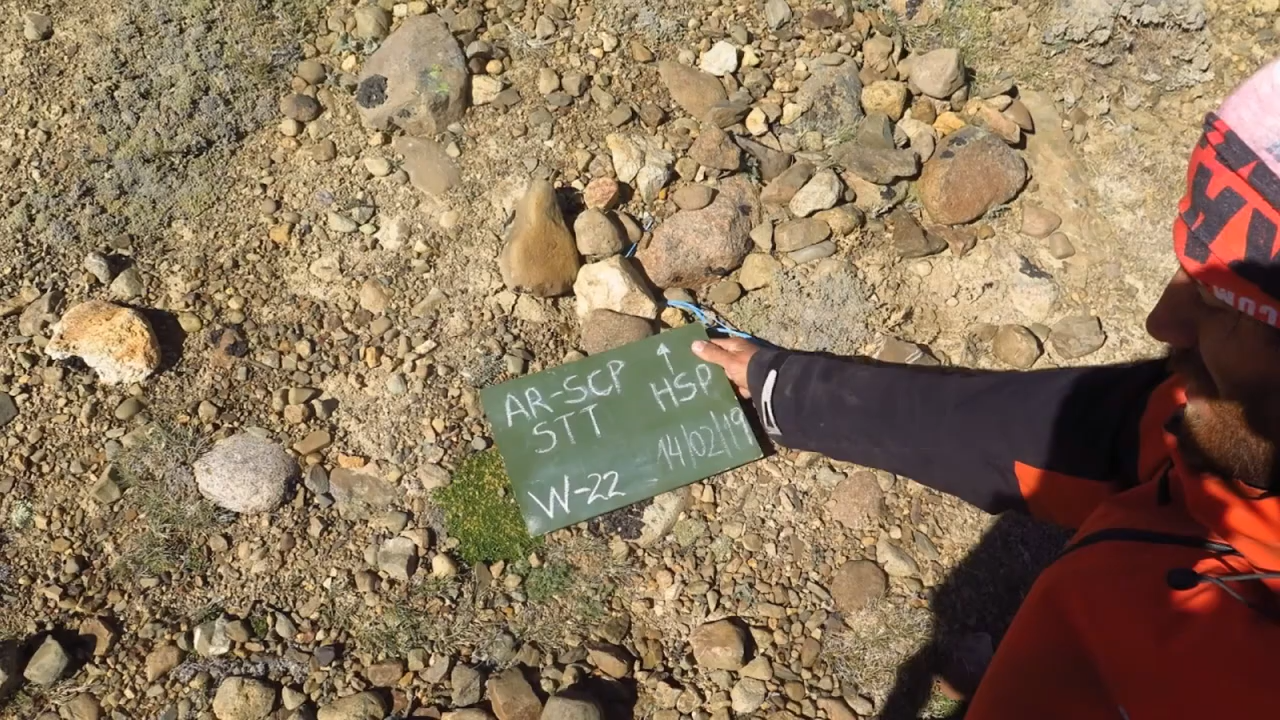 AR-SCP
STT
W-22
↑
HSP
14/02/19